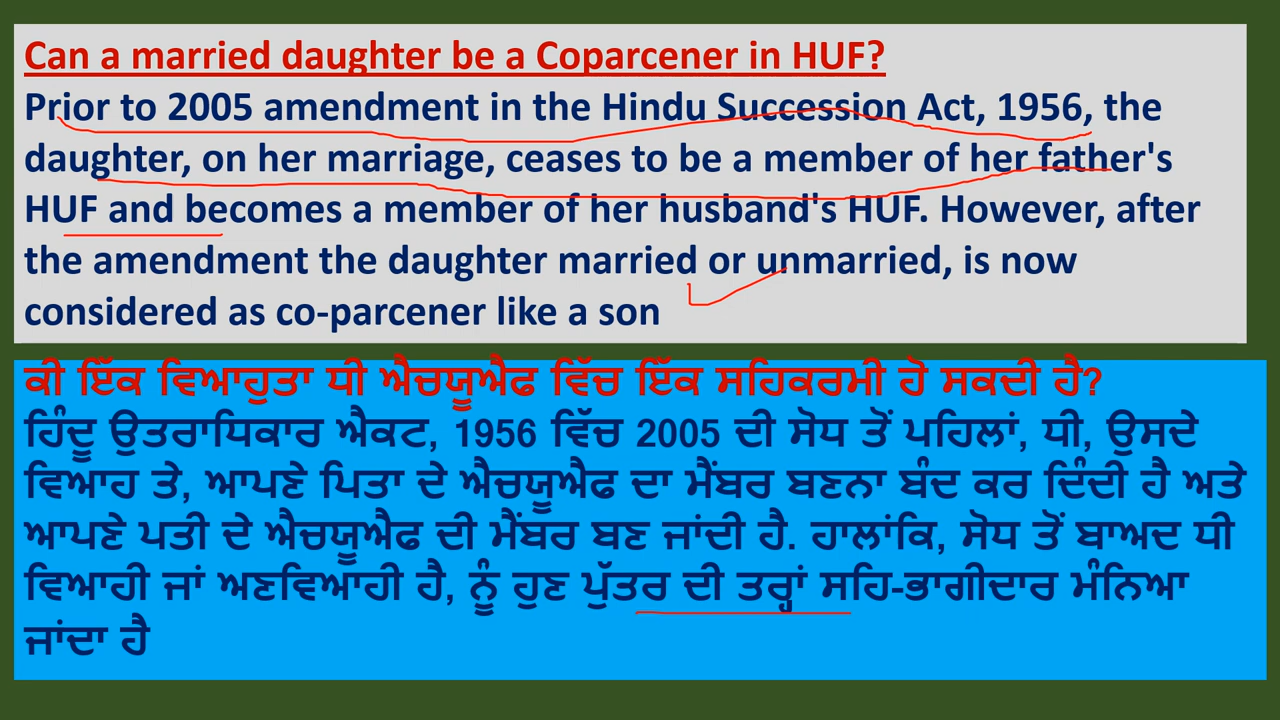 Can a married daughter be a Coparcener in HUF?
Prior to 2005 amendment in the Hindu Succession Act, 1956, the
daughter, on her marriage, ceases to be a member of her father's
HUF and becomes a member of her husband's HUF. However, after
the amendment the daughter married or unmarried, is now
considered as co-parcener like a son
ਕੀ ਇੱਕ ਵਿਆਹੁਤਾ ਧੀ ਐਚਯੂਐਫ ਵਿੱਚ ਇੱਕ ਸਹਿਕਰਮੀ ਹੋ ਸਕਦੀ ਹੈ?
ਹਿੰਦੂ ਉਤਰਾਧਿਕਾਰ ਐਕਟ, 1956 ਵਿੱਚ 2005 ਦੀ ਸੋਧ ਤੋਂ ਪਹਿਲਾਂ, ਧੀ, ਉਸਦੇ
ਵਿਆਹ ਤੇ, ਆਪਣੇ ਪਿਤਾ ਦੇ ਐਚਯੂਐਫ ਦਾ ਮੈਂਬਰ ਬਣਨਾ ਬੰਦ ਕਰ ਦਿੰਦੀ ਹੈ ਅਤੇ
ਆਪਣੇ ਪਤੀ ਦੇ ਐਚਯੂਐਫ ਦੀ ਮੈਂਬਰ ਬਣ ਜਾਂਦੀ ਹੈ. ਹਾਲਾਂਕਿ, ਸੋਧ ਤੋਂ ਬਾਅਦ ਧੀ
ਵਿਆਹੀ ਜਾਂ ਅਣਵਿਆਹੀ ਹੈ, ਨੂੰ ਹੁਣ ਪੁੱਤਰ ਦੀ ਤਰ੍ਹਾਂ ਸਹਿ-ਭਾਗੀਦਾਰ ਮੰਨਿਆ
ਜਾਂਦਾ ਹੈ